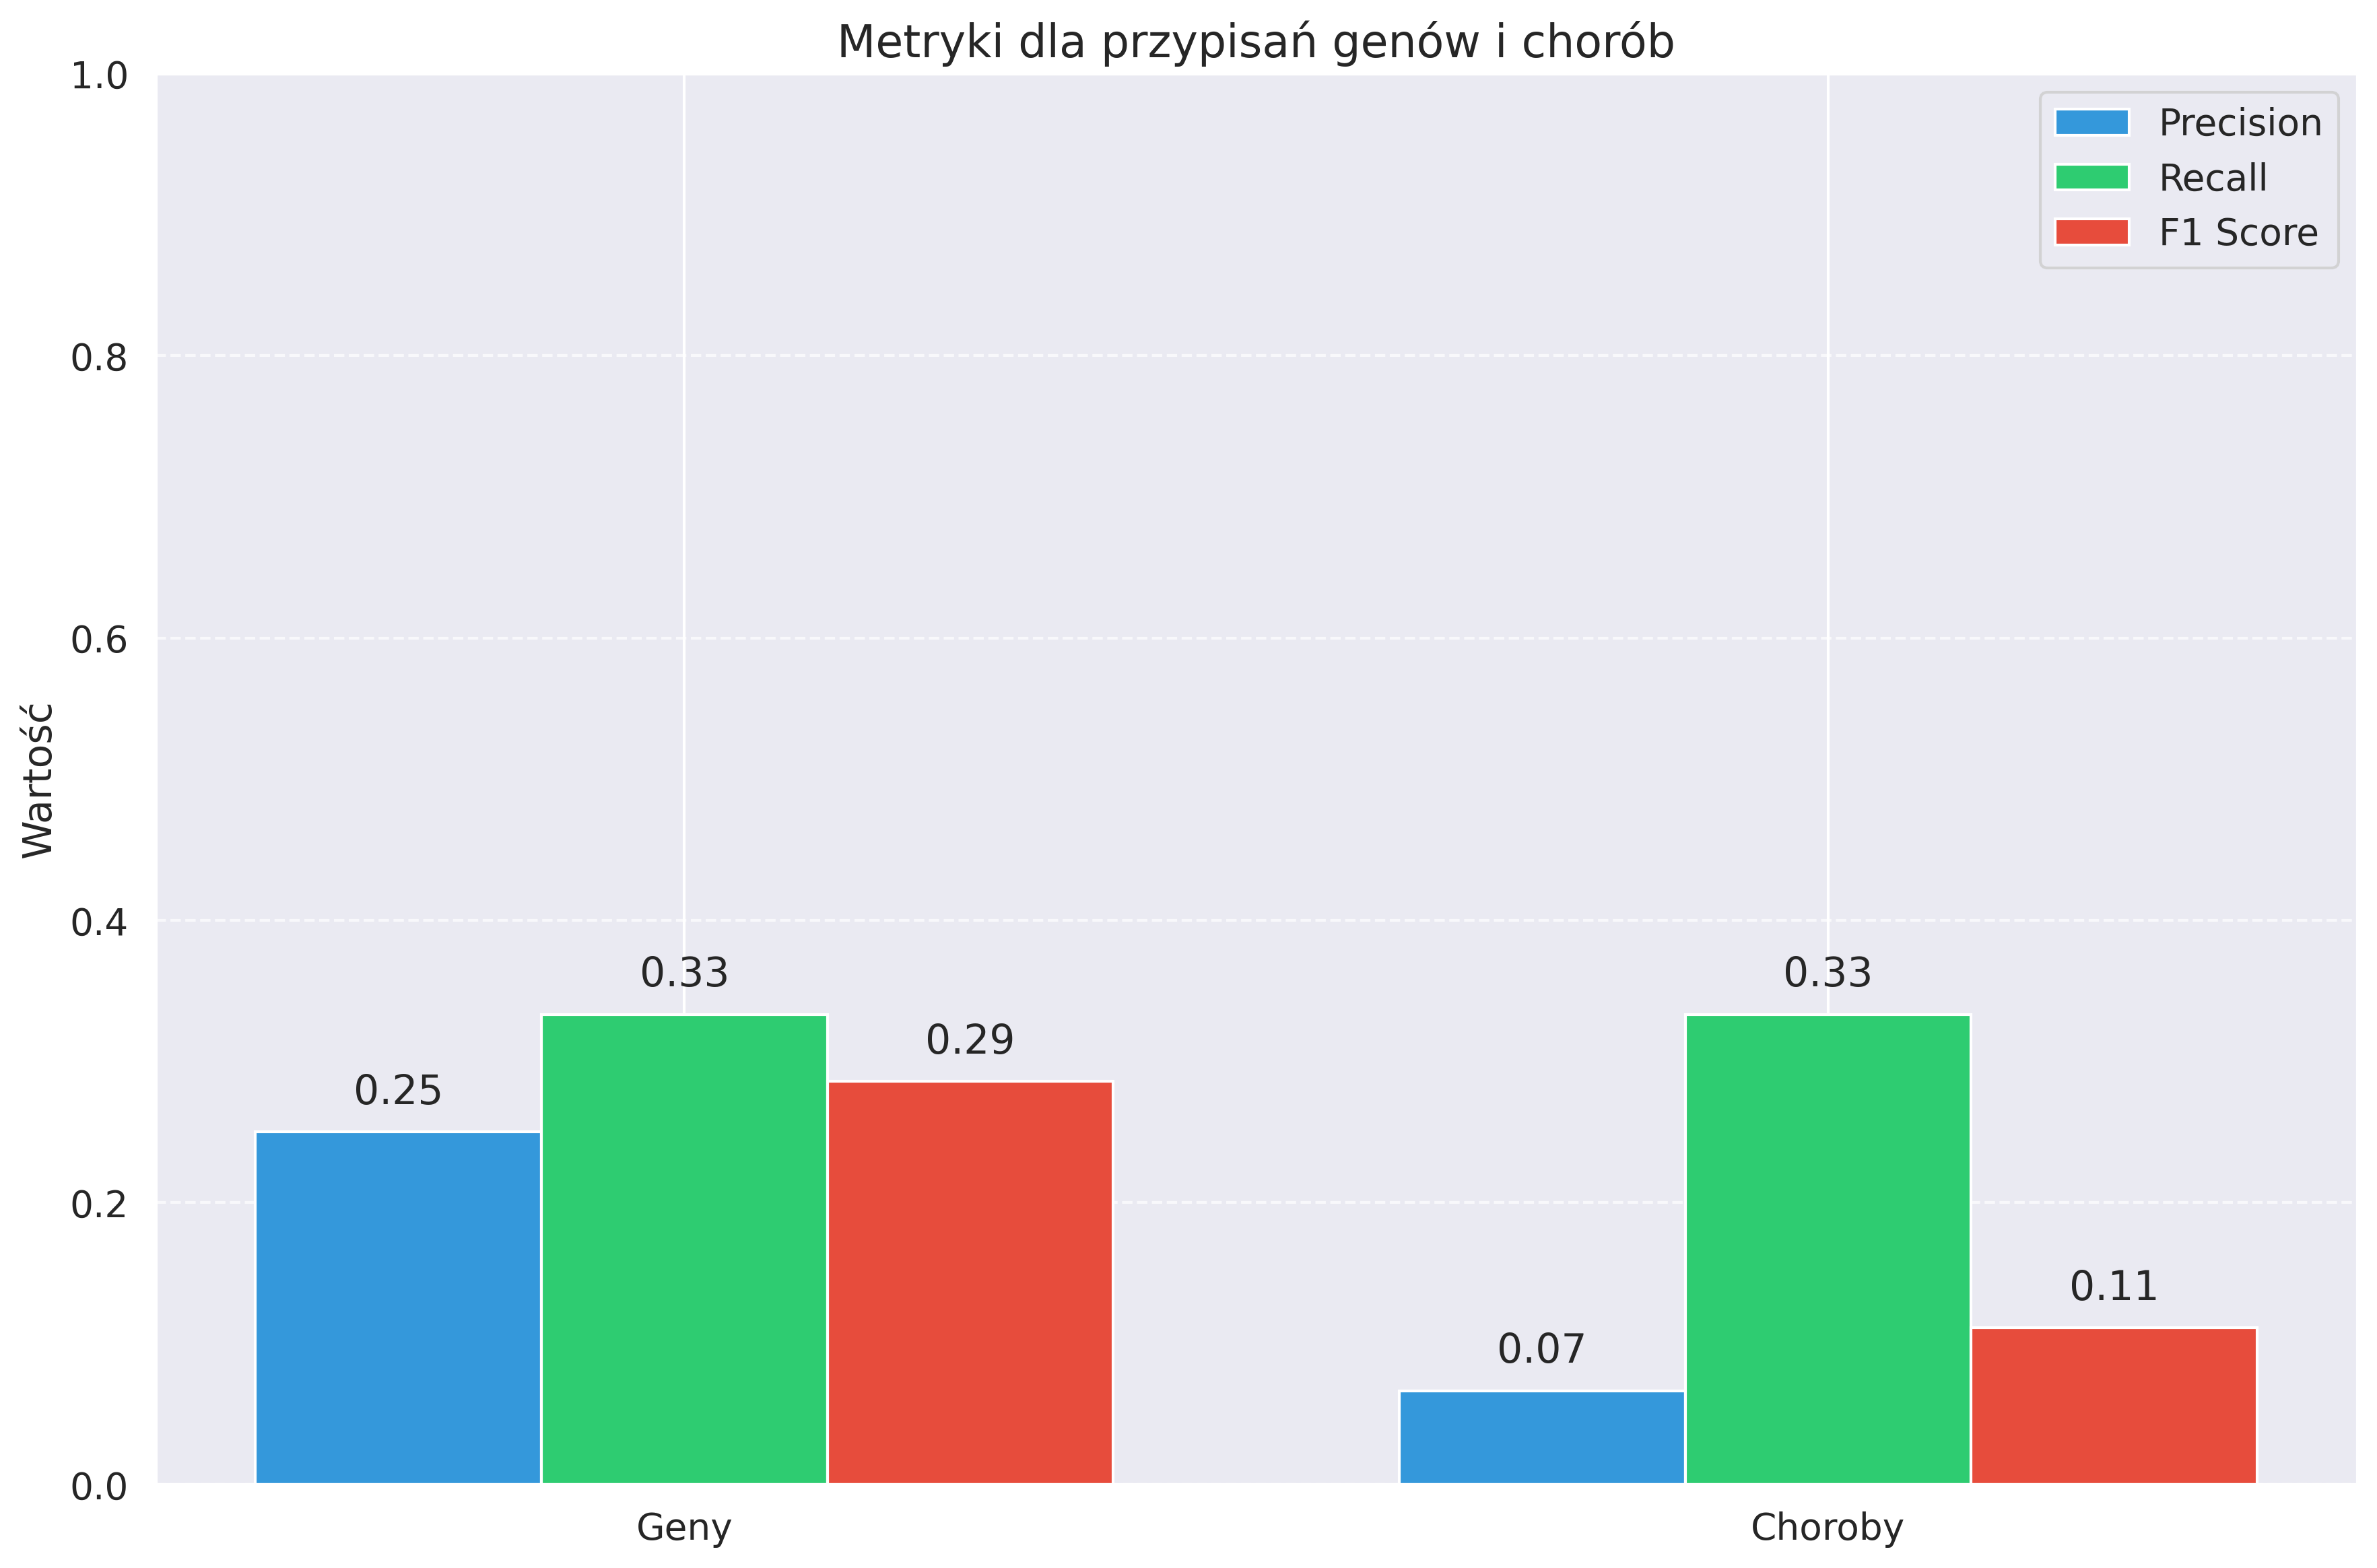 Metryki dla przypisań genów i chorób
1.0
0.8
0.6
0.4
0.2
0.0
Wartość
Precision
Recall
F1 Score
0.25
0.33
0.29
0.07
0.33
0.11
Geny
Choroby